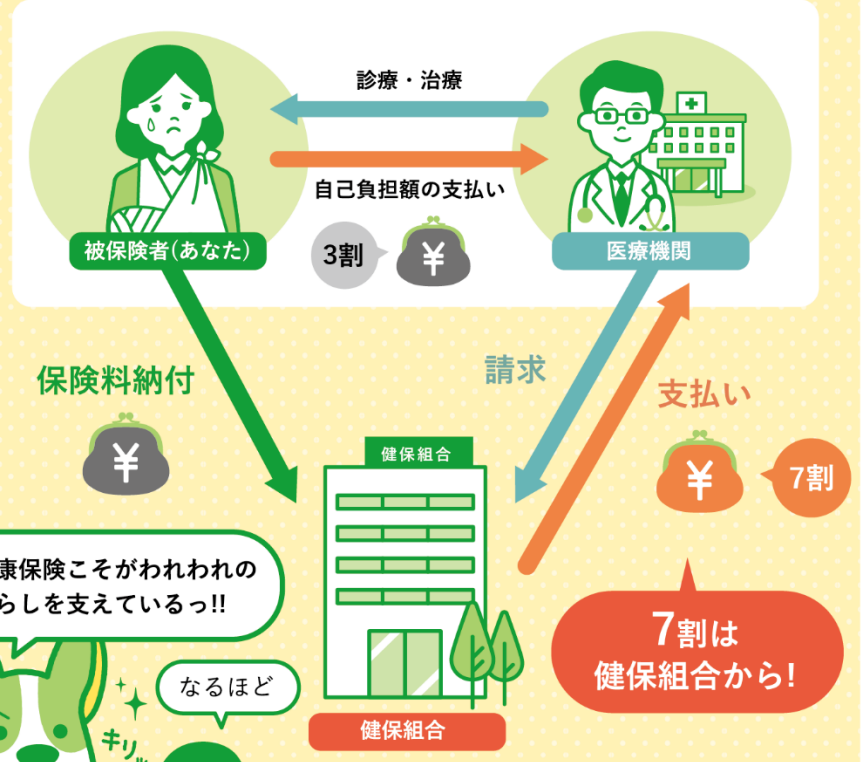 診療・治療
自己負担額の支払い
3割
¥
被保険者(あなた)
医療機関
保険料納付
¥
請求
支払い
¥
7割
健保組合
康保険こそがわれわれの
らしを支えているっ!!
なるほど
キリッ
7割は
健保組合から!
健保組合